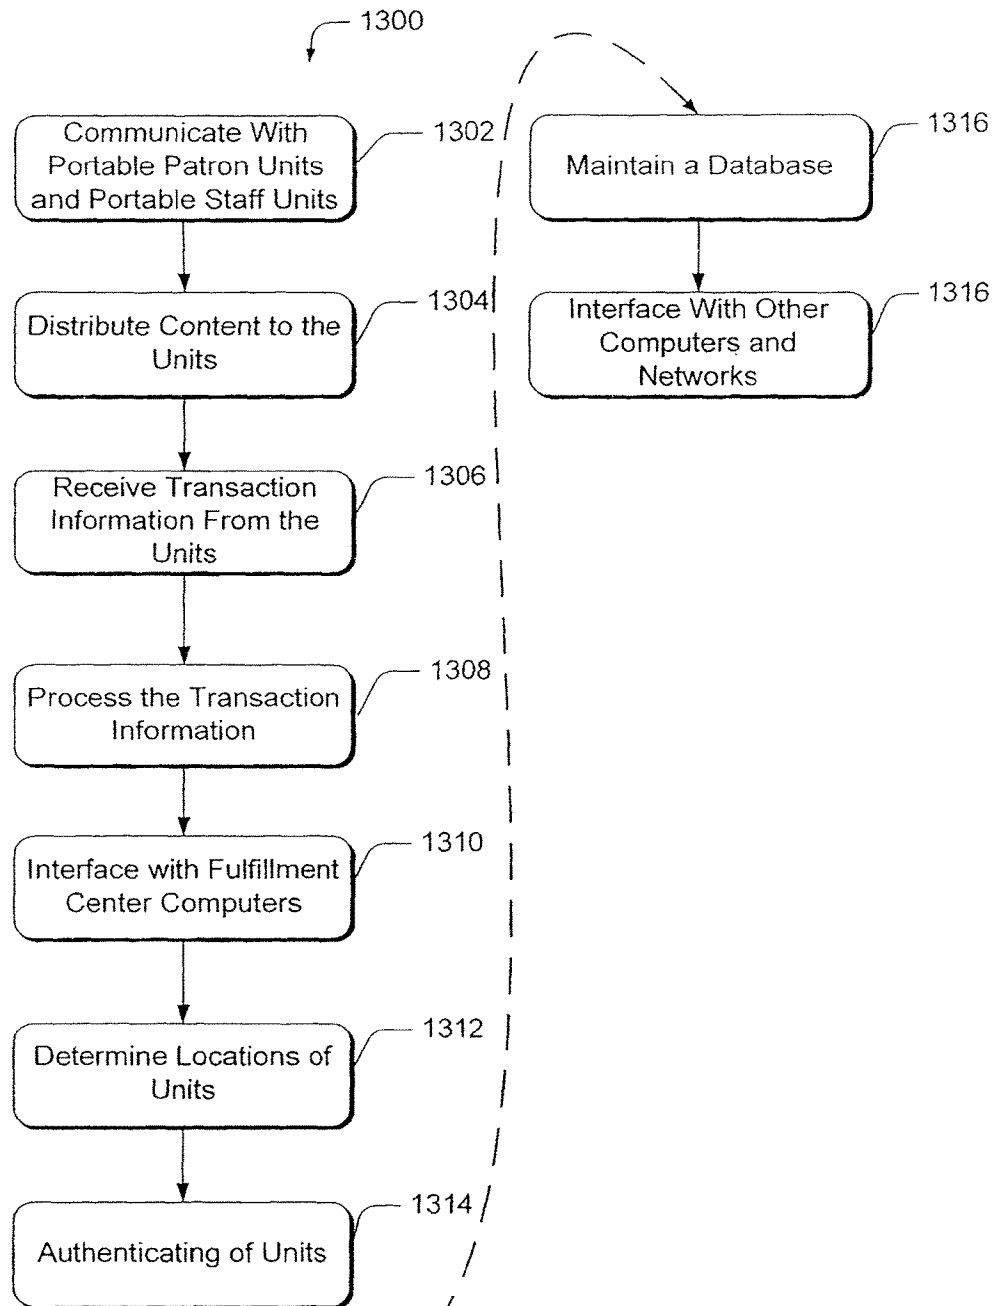 1300
Communicate With
Portable Patron Units
and Portable Staff Units
1302
Distribute Content to the
Units
1304
Receive Transaction
Information From the
Units
1306
Process the Transaction
Information
1308
Interface with Fulfillment
Center Computers
1310
Determine Locations of
Units
1312
Authenticating of Units
1314
Maintain a Database
1316
Interface With Other
Computers and
Networks
1316